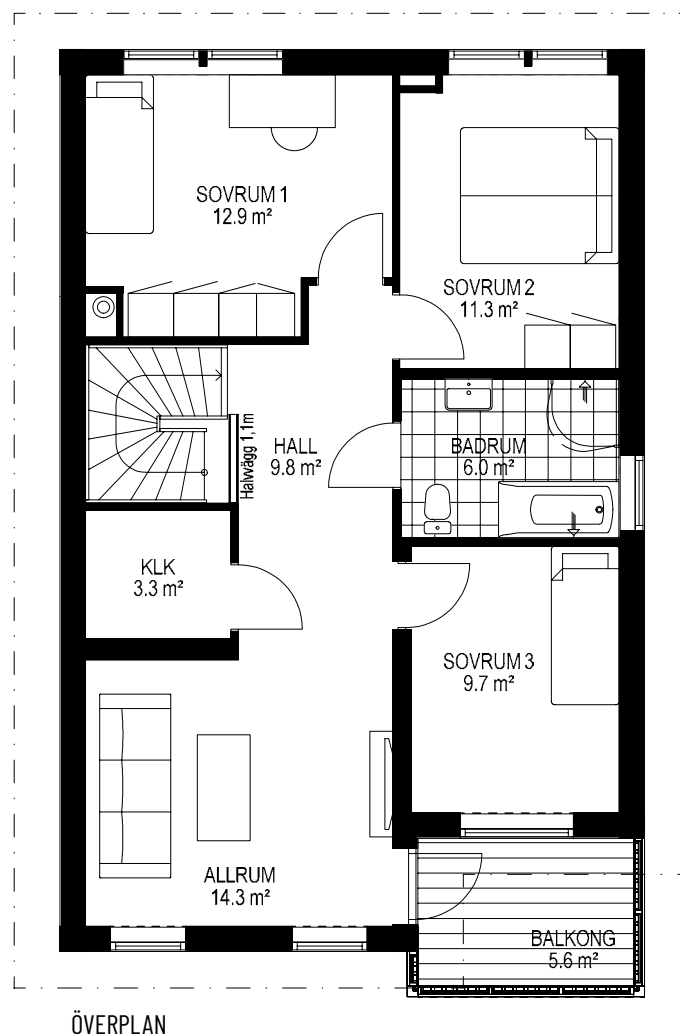 SOVRUM 1
12.9 m²
SOVRUM 2
11.3 m²
HALL
9.8 m²
Halvvägg 1,1m
BADRUM
6.0 m²
KLK
3.3 m²
SOVRUM 3
9.7 m²
ALLRUM
14.3 m²
BALKONG
5.6 m²
ÖVERPLAN